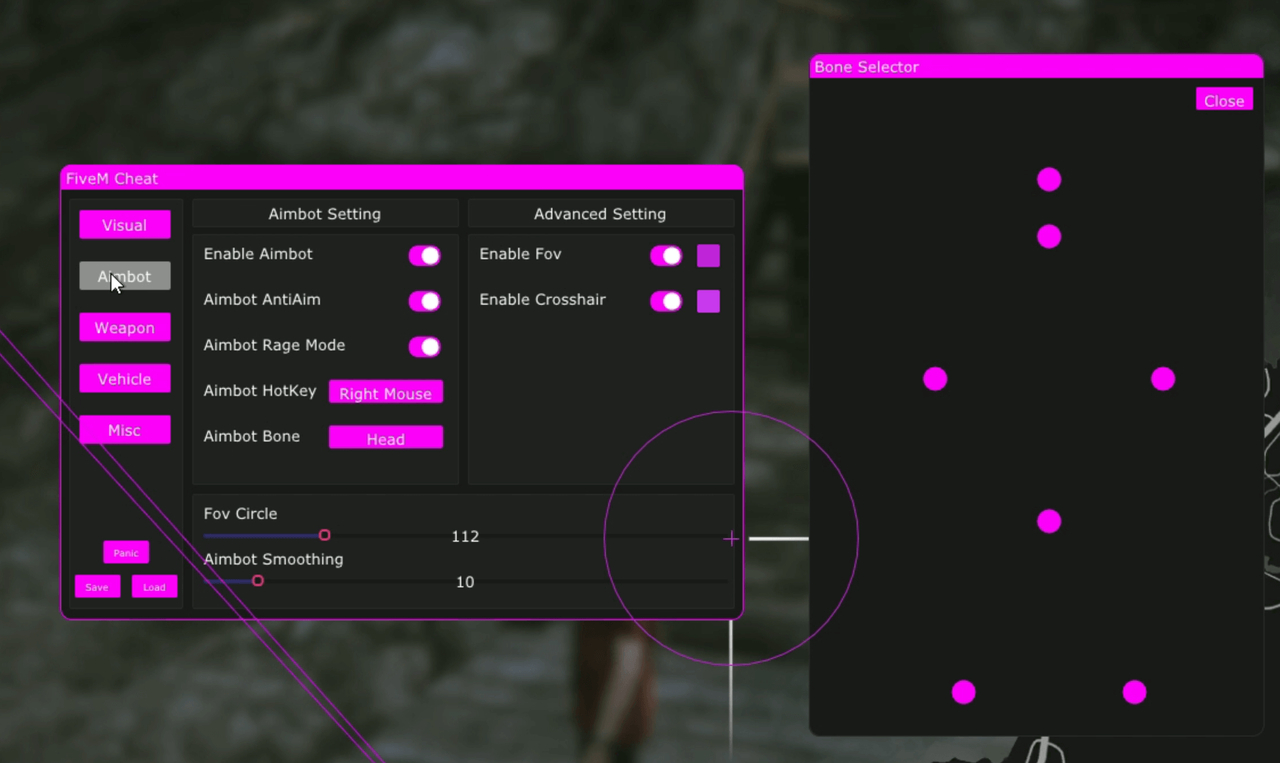 FiveM Cheat
Visual
Aimbot
Weapon
Vehicle
Misc
Panic
Save
Load
Aimbot Setting
Enable Aimbot
Aimbot AntiAim
Aimbot Rage Mode
Aimbot HotKey
Right Mouse
Aimbot Bone
Head
Advanced Setting
Enable Fov
Enable Crosshair
Fov Circle
112
Aimbot Smoothing
10
Bone Selector
Close